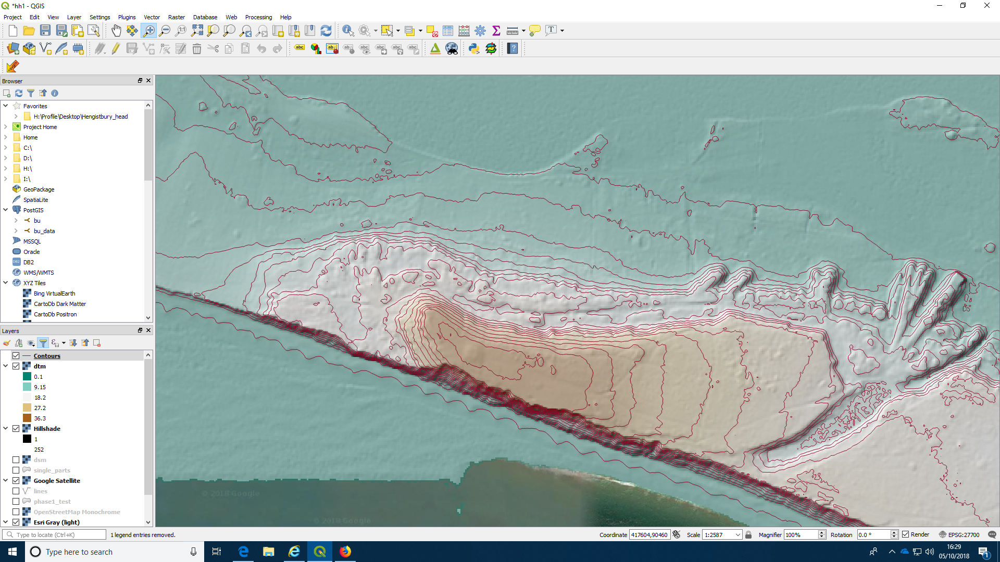 *hh1 - QGIS
Project Edit View Layer Settings Plugins Vector Raster Database Web Processing Help
Browser
Favorites
H:\Profile\Desktop\Hengistbury_head
Project Home
Home
C:\
D:\
H:\
I:\
GeoPackage
SpatiaLite
PostGIS
bu
bu_data
MSSQL
Oracle
DB2
WMS/WMTS
XYZ Tiles
Bing VirtualEarth
CartoDb Dark Matter
CartoDb Positron
Layers
Contours
dtm
0.1
9.15
18.2
27.2
36.3
Hillshade
1
252
dsm
single_parts
Google Satellite
lines
phase1_test
OpenStreetMap Monochrome
Esri Gray (light)
© 2018 Google
© 2018 Google
Type to locate (Ctrl+K) 1 legend entries removed. Coordinate 417604,90460 Scale 1:2587 Magnifier 100% Rotation 0.0 ° Render EPSG:27700
Type here to search
16:29
05/10/2018
1